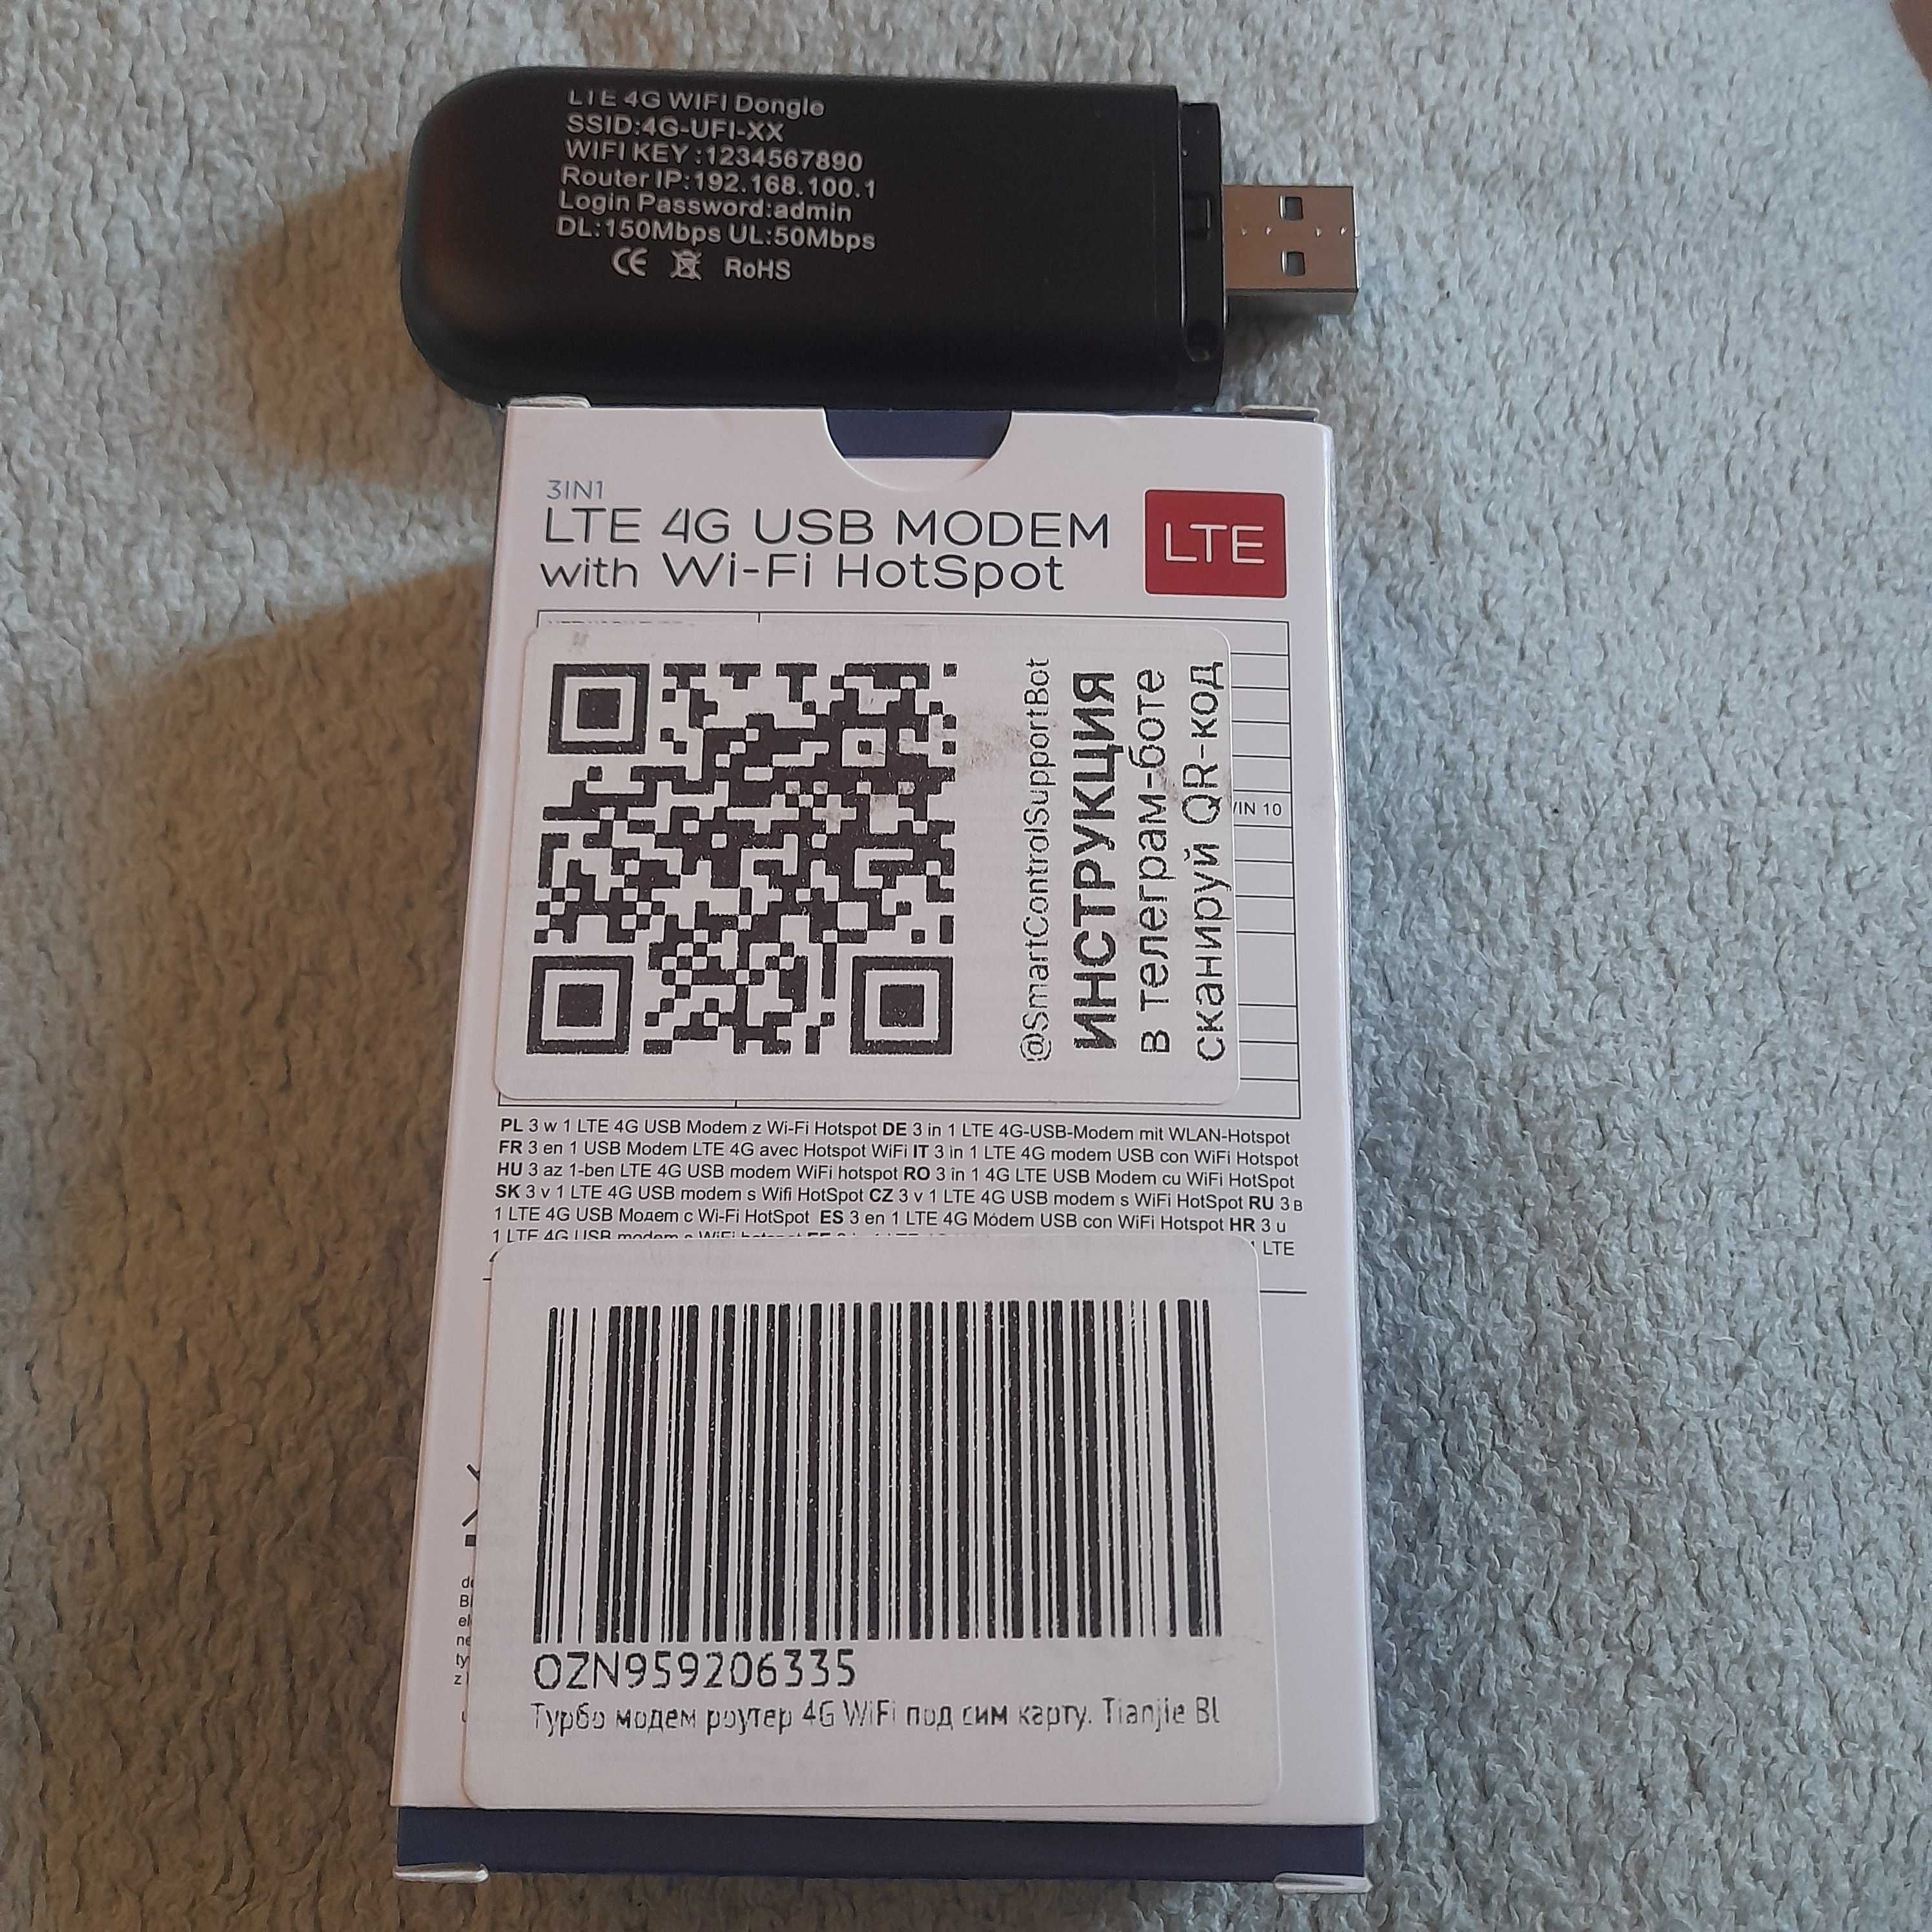 LTE 4G WIFI Dongle
SSID:4G-UFI-XX
WIFI KEY :1234567890
Router IP:192.168.100.1
Login Password:admin
DL:150Mbps UL:50Mbps
CE RoHS
3IN1
LTE 4G USB MODEM
with Wi-Fi HotSpot
LTE
@SmartControlSupportBot
ИНСТРУКЦИЯ
в телеграм-боте
сканируй QR-код
IN 10
PL 3 w 1 LTE 4G USB Modem z Wi-Fi Hotspot DE 3 in 1 LTE 4G-USB-Modem mit WLAN-Hotspot
FR 3 en 1 USB Modem LTE 4G avec Hotspot WiFi IT 3 in 1 LTE 4G modem USB con WiFi Hotspot
HU 3 az 1-ben LTE 4G USB modem WiFi hotspot RO 3 in 1 4G LTE USB Modem cu WiFi HotSpot
SK 3 v 1 LTE 4G USB modem s Wifi HotSpot CZ 3 v 1 LTE 4G USB modem s WiFi HotSpot RU 3 в
1 LTE 4G USB Модем с Wi-Fi HotSpot ES 3 en 1 LTE 4G Módem USB con WiFi Hotspot HR 3 u
1 LTE 4G USB modem s WiFi hotspot LTE
OZN959206335
Турбо модем роутер 4G WiFi под сим карту. Tianjie Bl